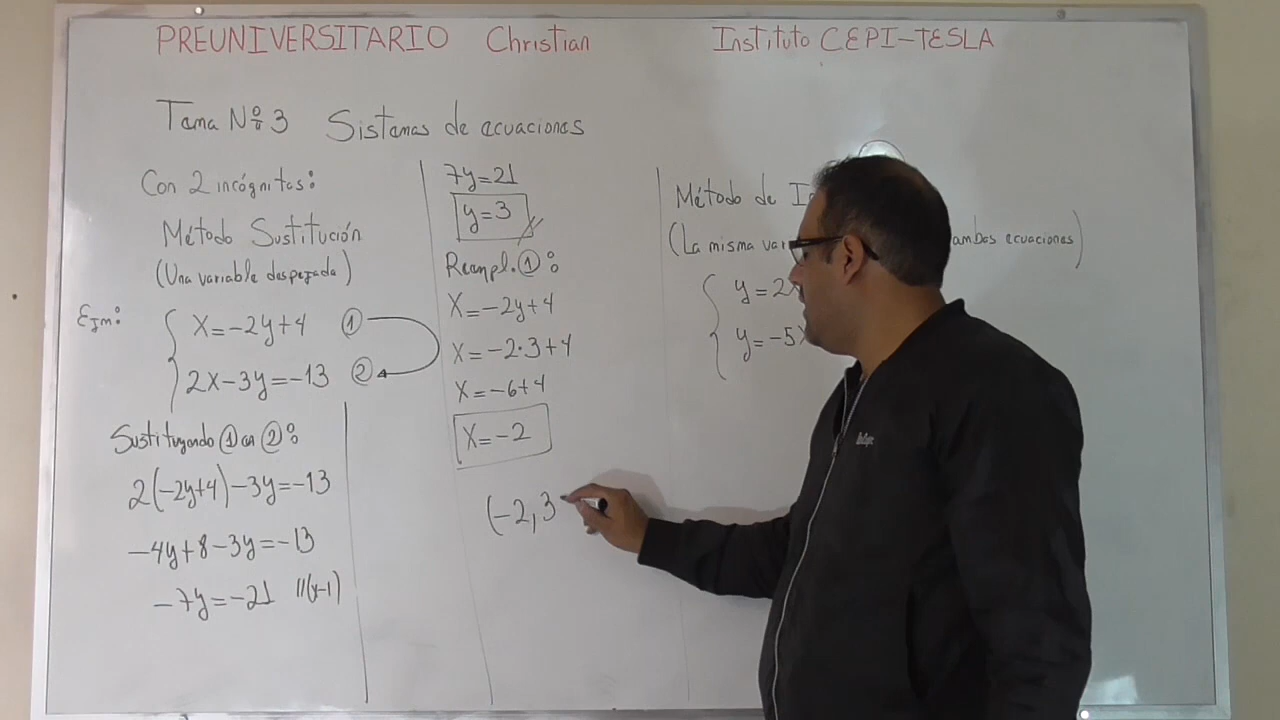 PREUNIVERSITARIO Christian Instituto CEPI-TESLA
Tema Nº 3 Sistemas de ecuaciones
Con 2 incógnitas:
Método Sustitución
(Una variable despejada)
Ejm:
x=-2y+4 ①
2x-3y=-13 ②
Sustituyendo ① en ②:
2(-2y+4)-3y=-13
-4y+8-3y=-13
-7y=-21 //(x-1)
7y=21
y=3
Reempl. ①:
x=-2y+4
x=-2·3+4
x=-6+4
x=-2
(-2,3
Método de
(La misma ambas ecuaciones)
y=2x
y=-5x